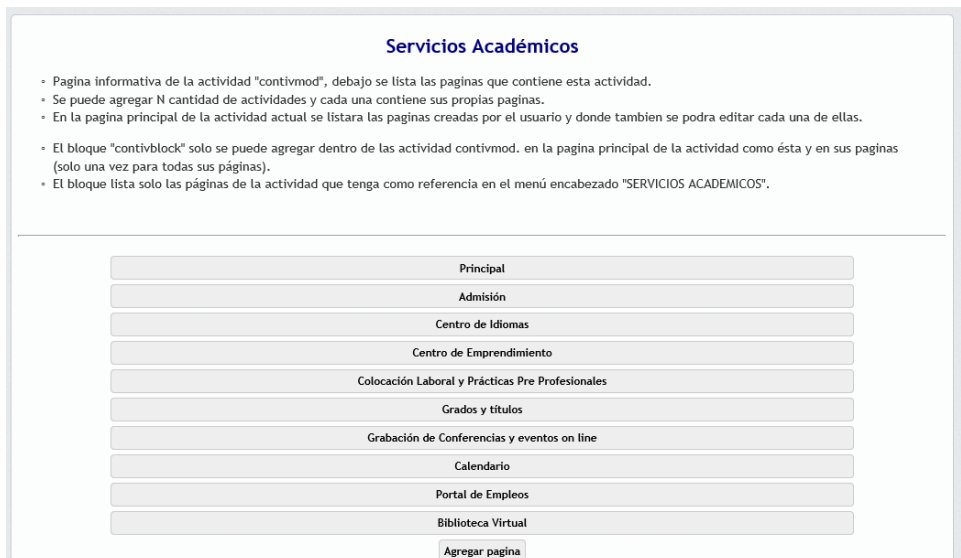 Servicios Académicos
Pagina informativa de la actividad "contivmod", debajo se lista las paginas que contiene esta actividad.
Se puede agregar N cantidad de actividades y cada una contiene sus propias paginas.
En la pagina principal de la actividad actual se listara las paginas creadas por el usuario y donde tambien se podra editar cada una de ellas.
El bloque "contivblock" solo se puede agregar dentro de las actividad contivmod. en la pagina principal de la actividad como ésta y en sus paginas
(solo una vez para todas sus páginas).
El bloque lista solo las páginas de la actividad que tenga como referencia en el menú encabezado "SERVICIOS ACADEMICOS".
Principal
Admisión
Centro de Idiomas
Centro de Emprendimiento
Colocación Laboral y Prácticas Pre Profesionales
Grados y títulos
Grabación de Conferencias y eventos on line
Calendario
Portal de Empleos
Biblioteca Virtual
Agregar pagina